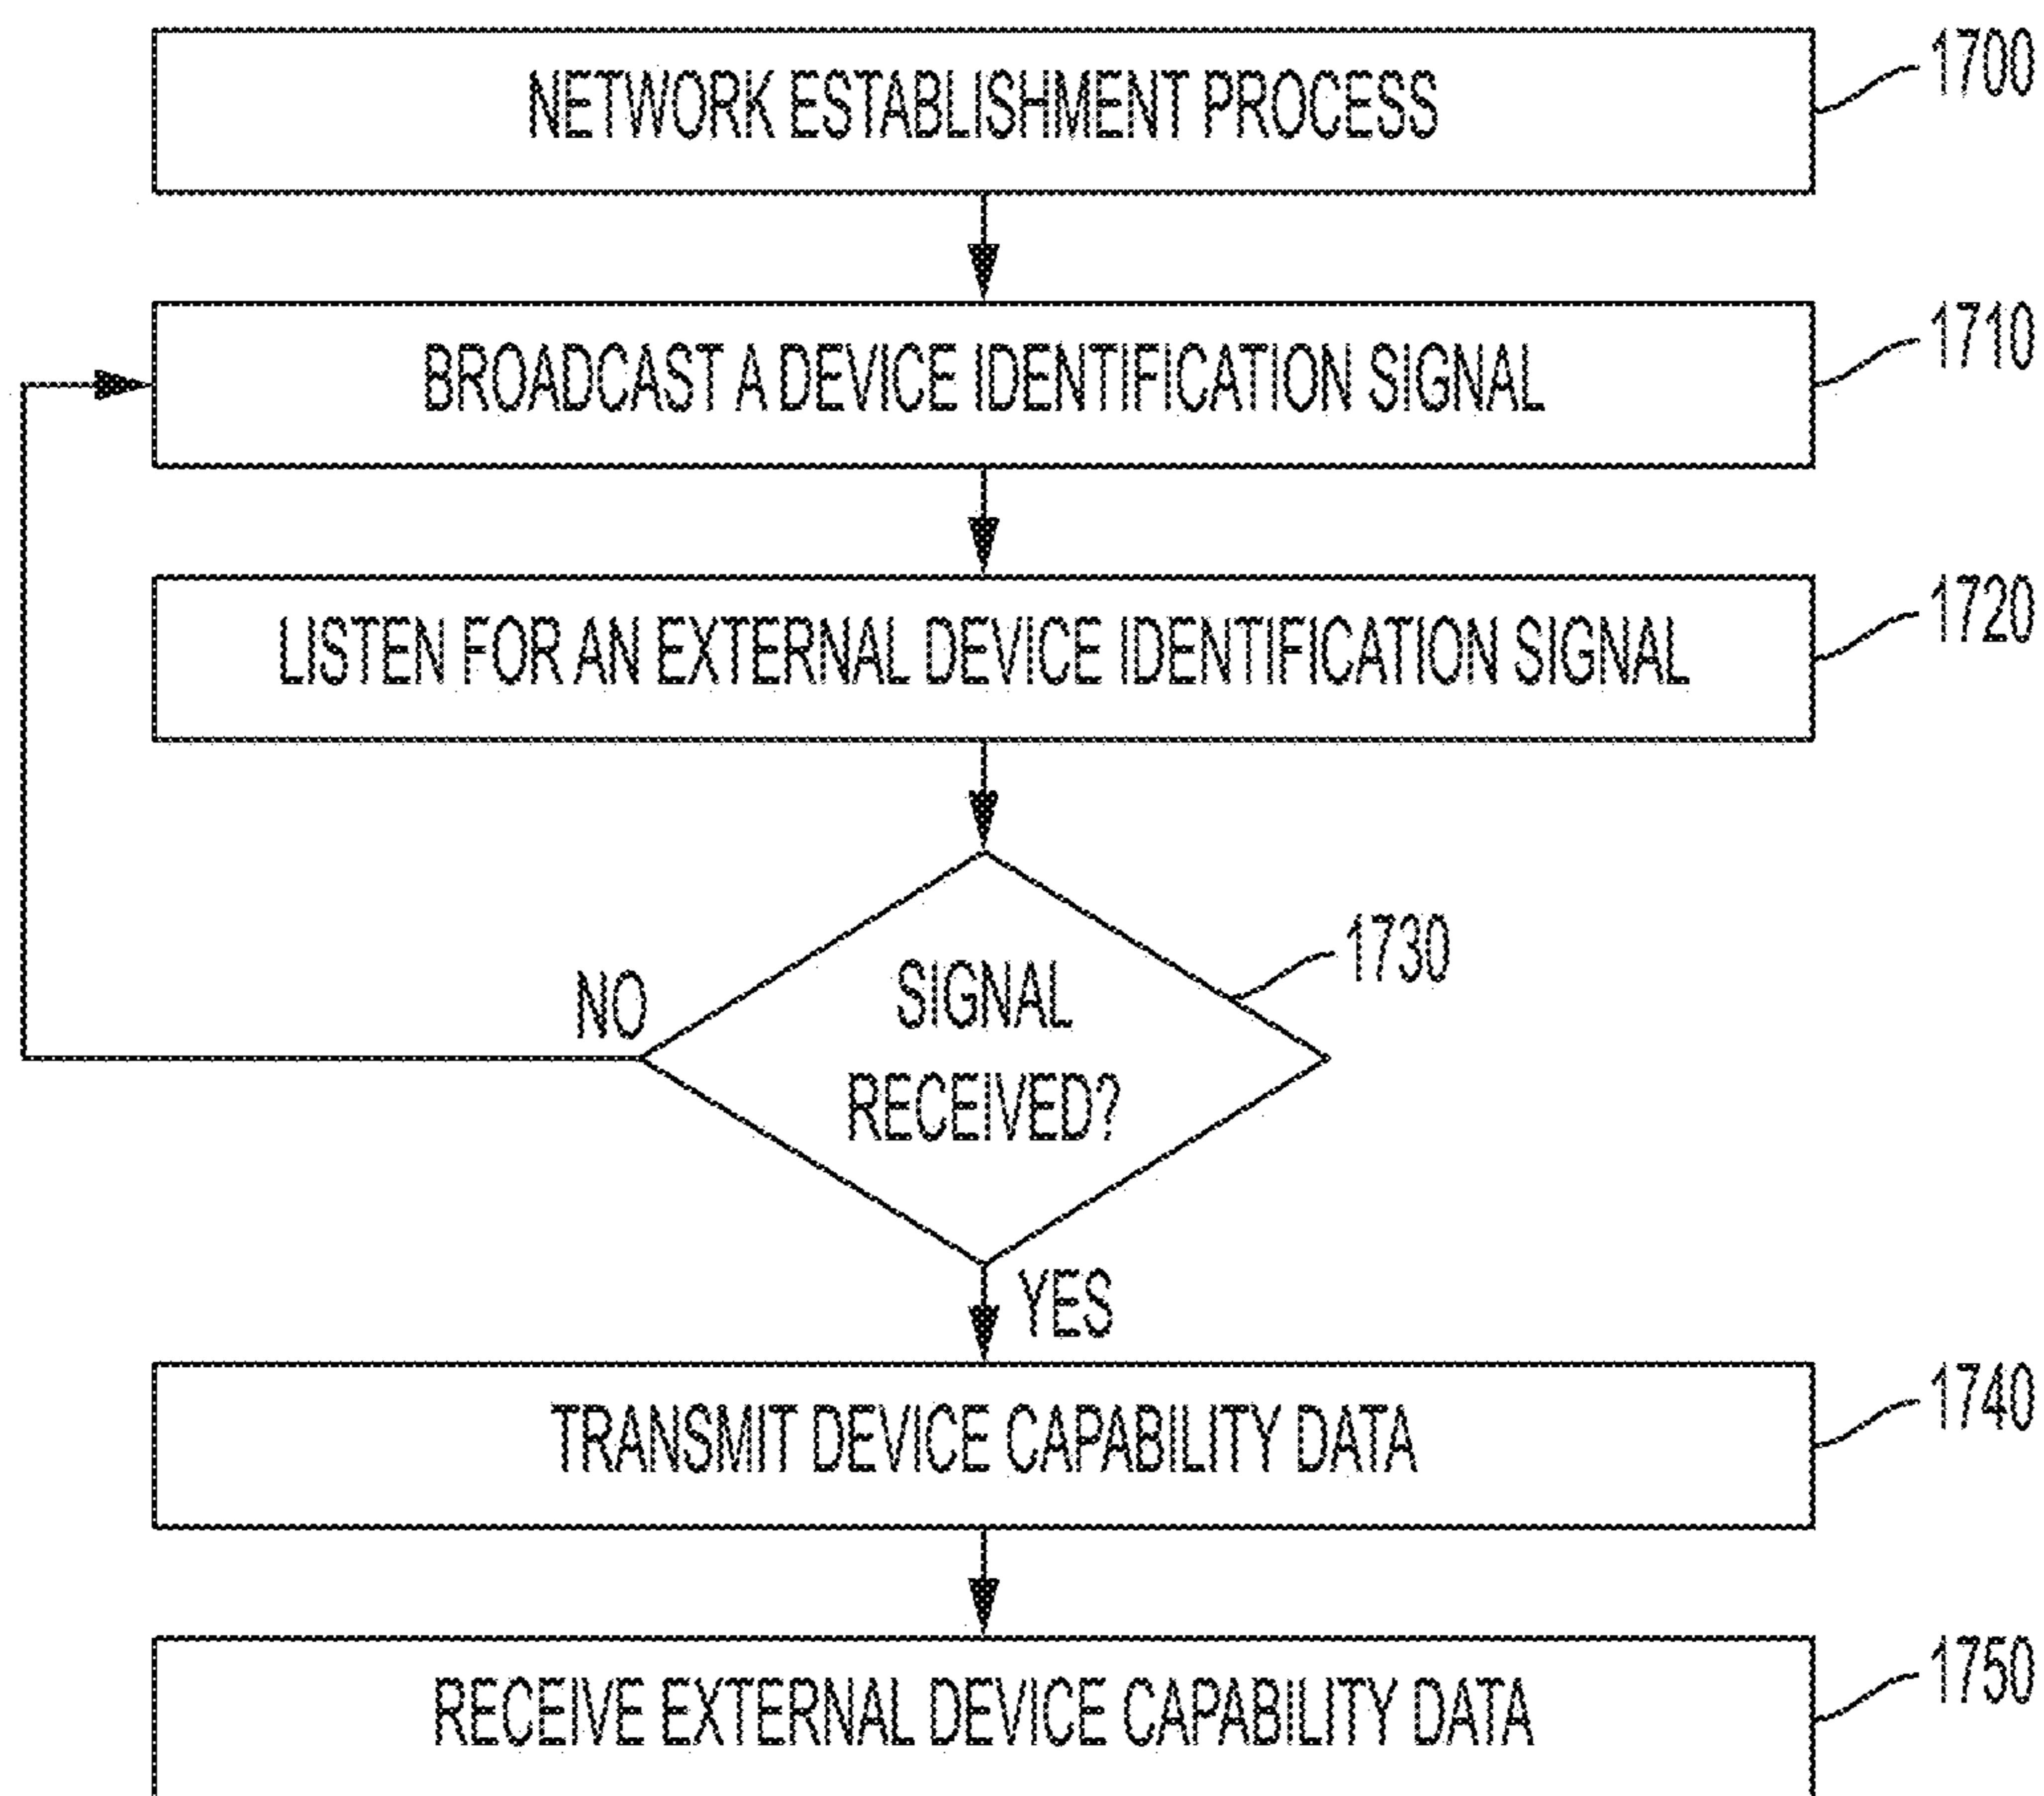 NETWORK ESTABLISHMENT PROCESS
1700
BROADCAST A DEVICE IDENTIFICATION SIGNAL
1710
LISTEN FOR AN EXTERNAL DEVICE IDENTIFICATION SIGNAL
1720
1730
NO
SIGNAL
RECEIVED?
YES
TRANSMIT DEVICE CAPABILITY DATA
1740
RECEIVE EXTERNAL DEVICE CAPABILITY DATA
1750